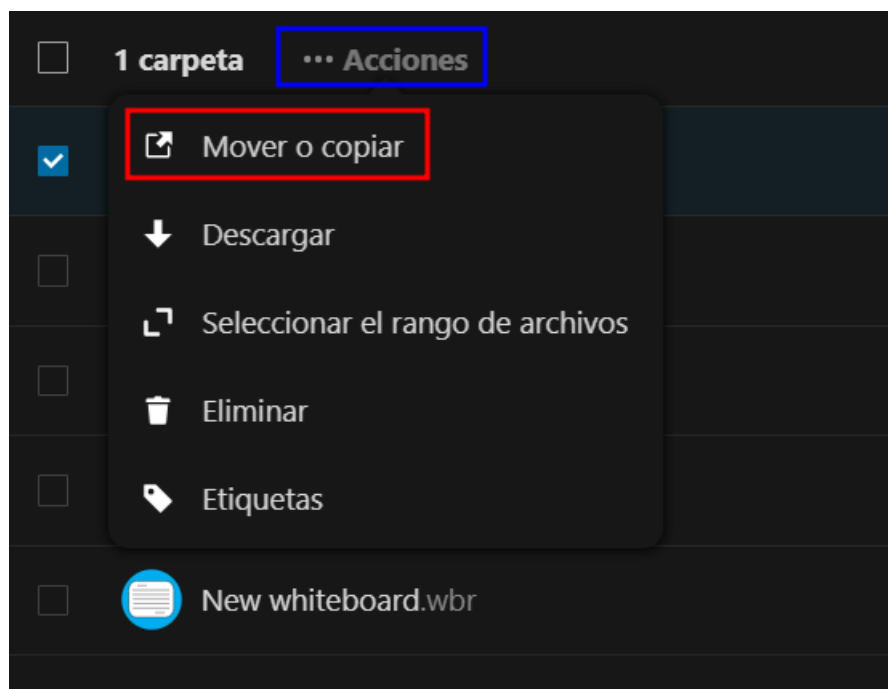 1 carpeta ··· Acciones
Mover o copiar
Descargar
Seleccionar el rango de archivos
Eliminar
Etiquetas
New whiteboard.wbr